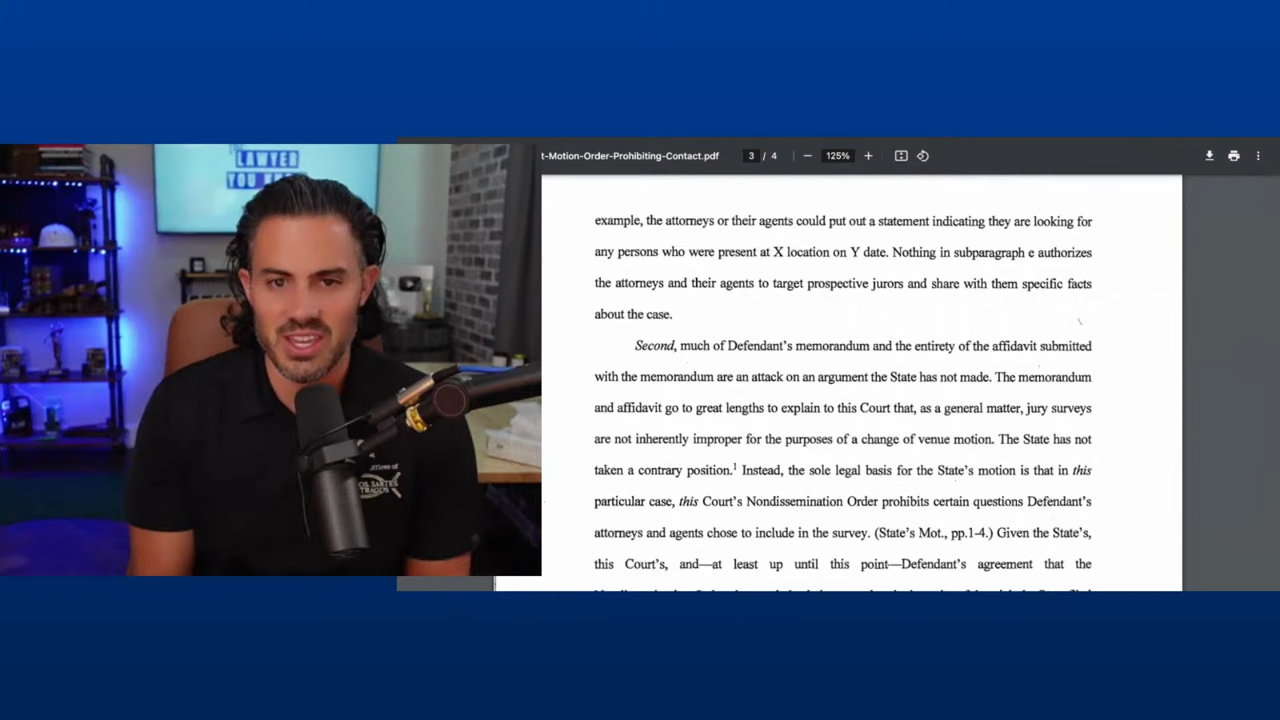 LAWYER
YOU
t-Motion-Order-Prohibiting-Contact.pdf
3 / 4
125%
example, the attorneys or their agents could put out a statement indicating they are looking for
any persons who were present at X location on Y date. Nothing in subparagraph e authorizes
the attorneys and their agents to target prospective jurors and share with them specific facts
about the case.
Second, much of Defendant's memorandum and the entirety of the affidavit submitted
with the memorandum are an attack on an argument the State has not made. The memorandum
and affidavit go to great lengths to explain to this Court that, as a general matter, jury surveys
are not inherently improper for the purposes of a change of venue motion. The State has not
taken a contrary position.1 Instead, the sole legal basis for the State's motion is that in this
particular case, this Court's Nondissemination Order prohibits certain questions Defendant's
attorneys and agents chose to include in the survey. (State's Mot., pp.1-4.) Given the State's,
this Court's, and—at least up until this point—Defendant's agreement that the
TRAGOS